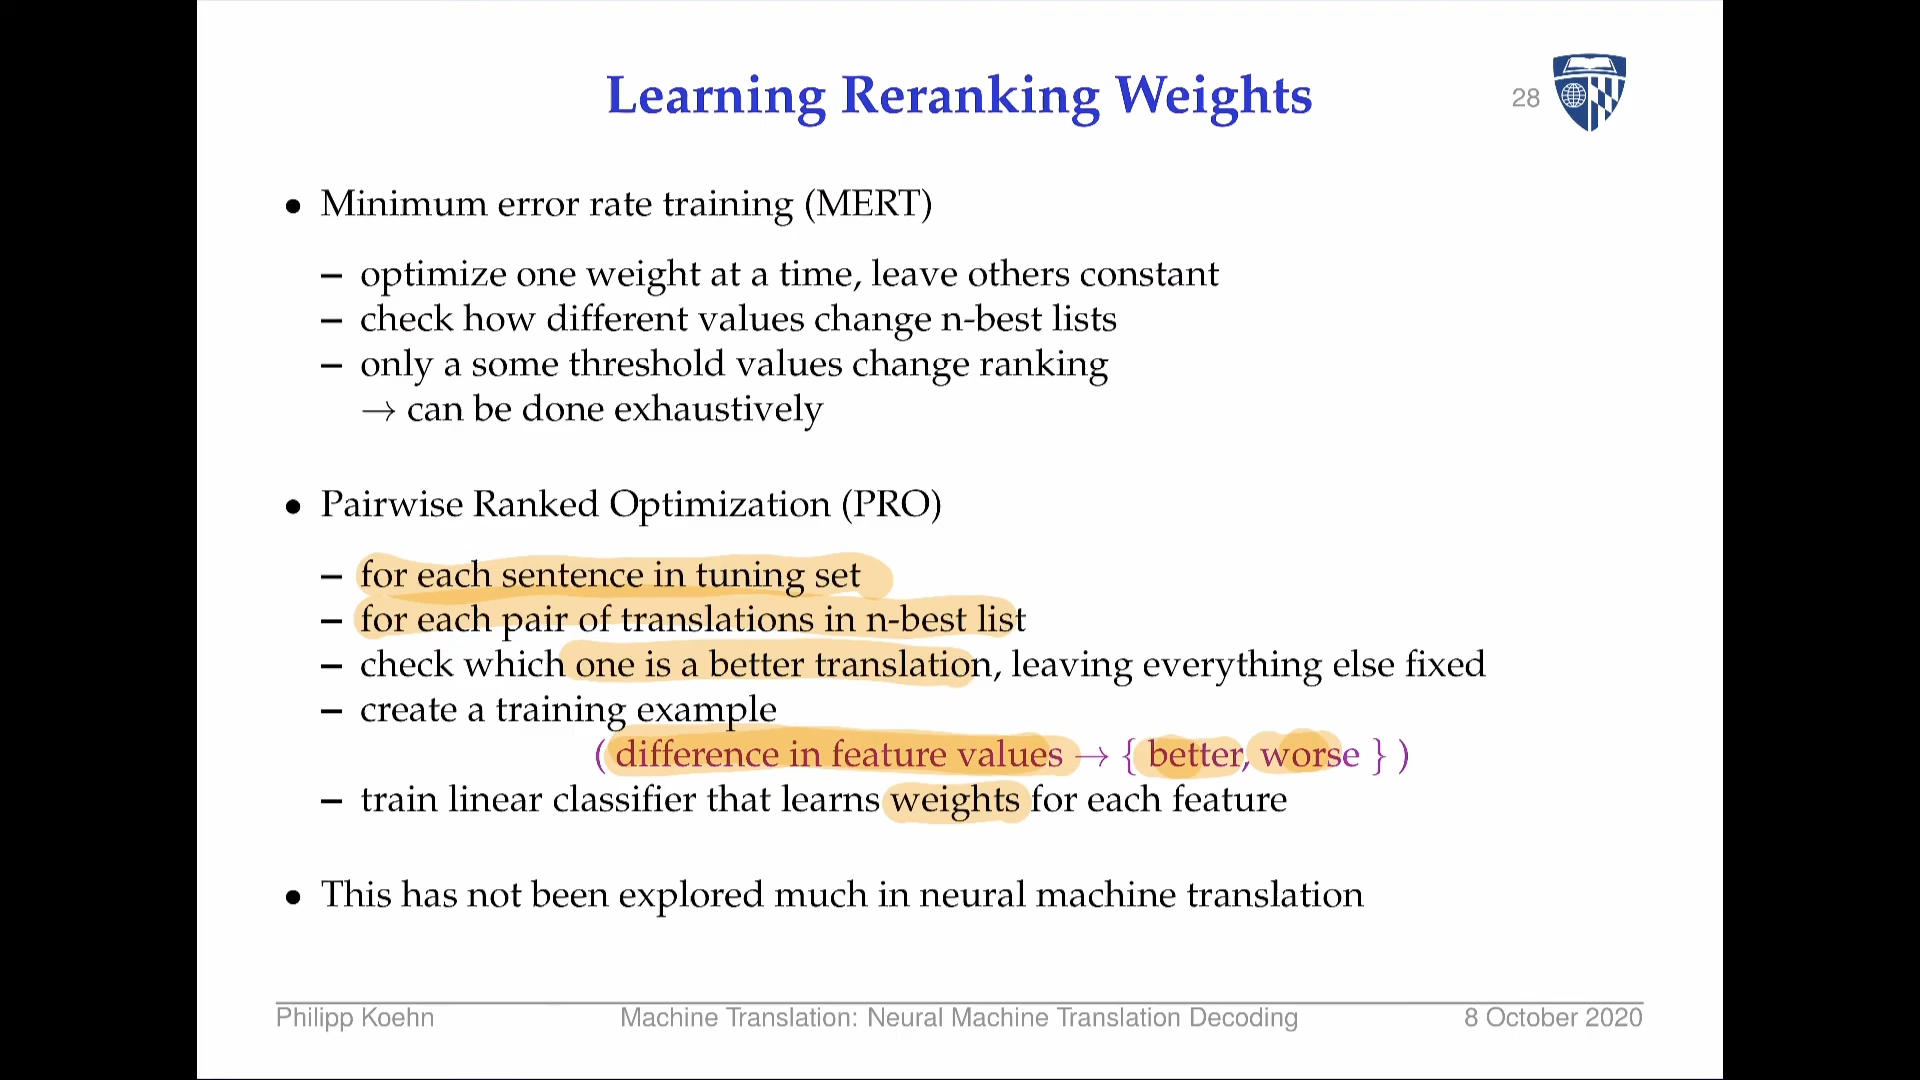 Learning Reranking Weights
28
• Minimum error rate training (MERT)
– optimize one weight at a time, leave others constant
– check how different values change n-best lists
– only a some threshold values change ranking
→ can be done exhaustively
• Pairwise Ranked Optimization (PRO)
– for each sentence in tuning set
– for each pair of translations in n-best list
– check which one is a better translation, leaving everything else fixed
– create a training example
( difference in feature values → { better, worse } )
– train linear classifier that learns weights for each feature
• This has not been explored much in neural machine translation
Philipp Koehn
Machine Translation: Neural Machine Translation Decoding
8 October 2020